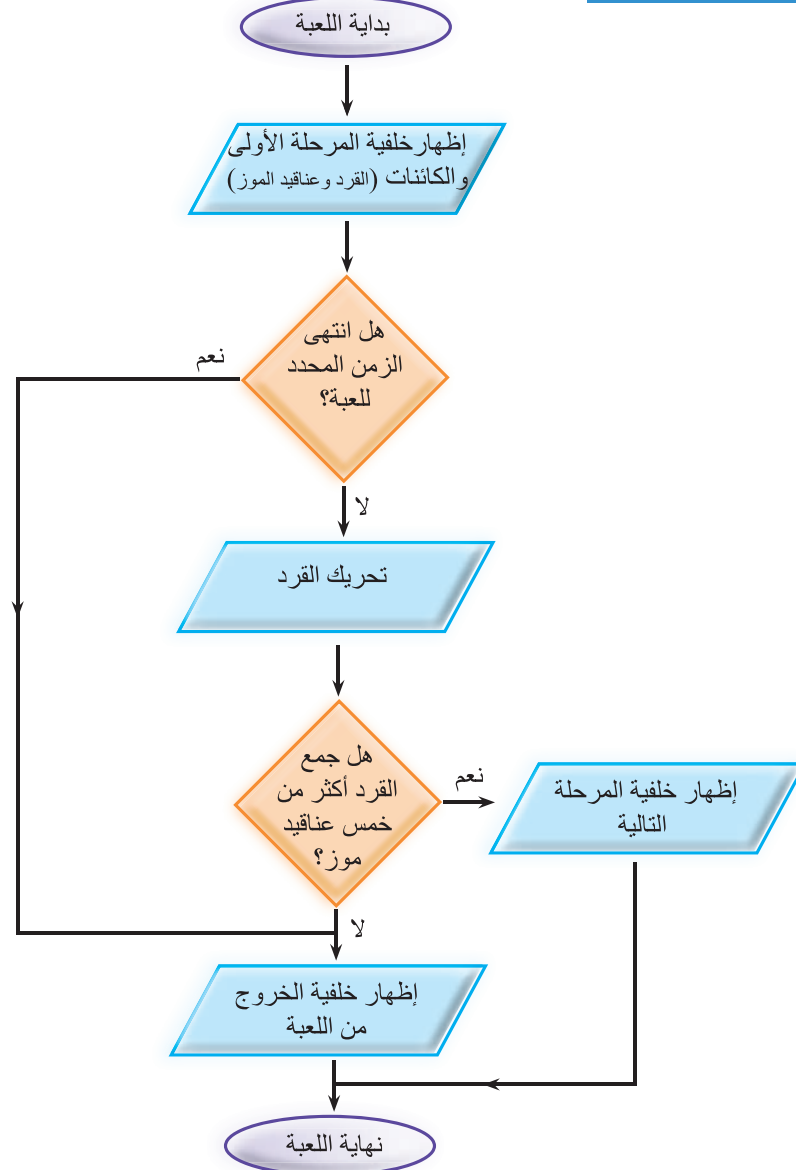 بداية اللعبة
إظهار خلفية المرحلة الأولى
والكائنات (القرد وعناقيد الموز)
هل انتهى
الزمن المحدد
للعبة؟
نعم
لا
تحريك القرد
هل جمع
القرد أكثر من
خمس عناقيد
موز؟
نعم
إظهار خلفية المرحلة
التالية
لا
إظهار خلفية الخروج
من اللعبة
نهاية اللعبة